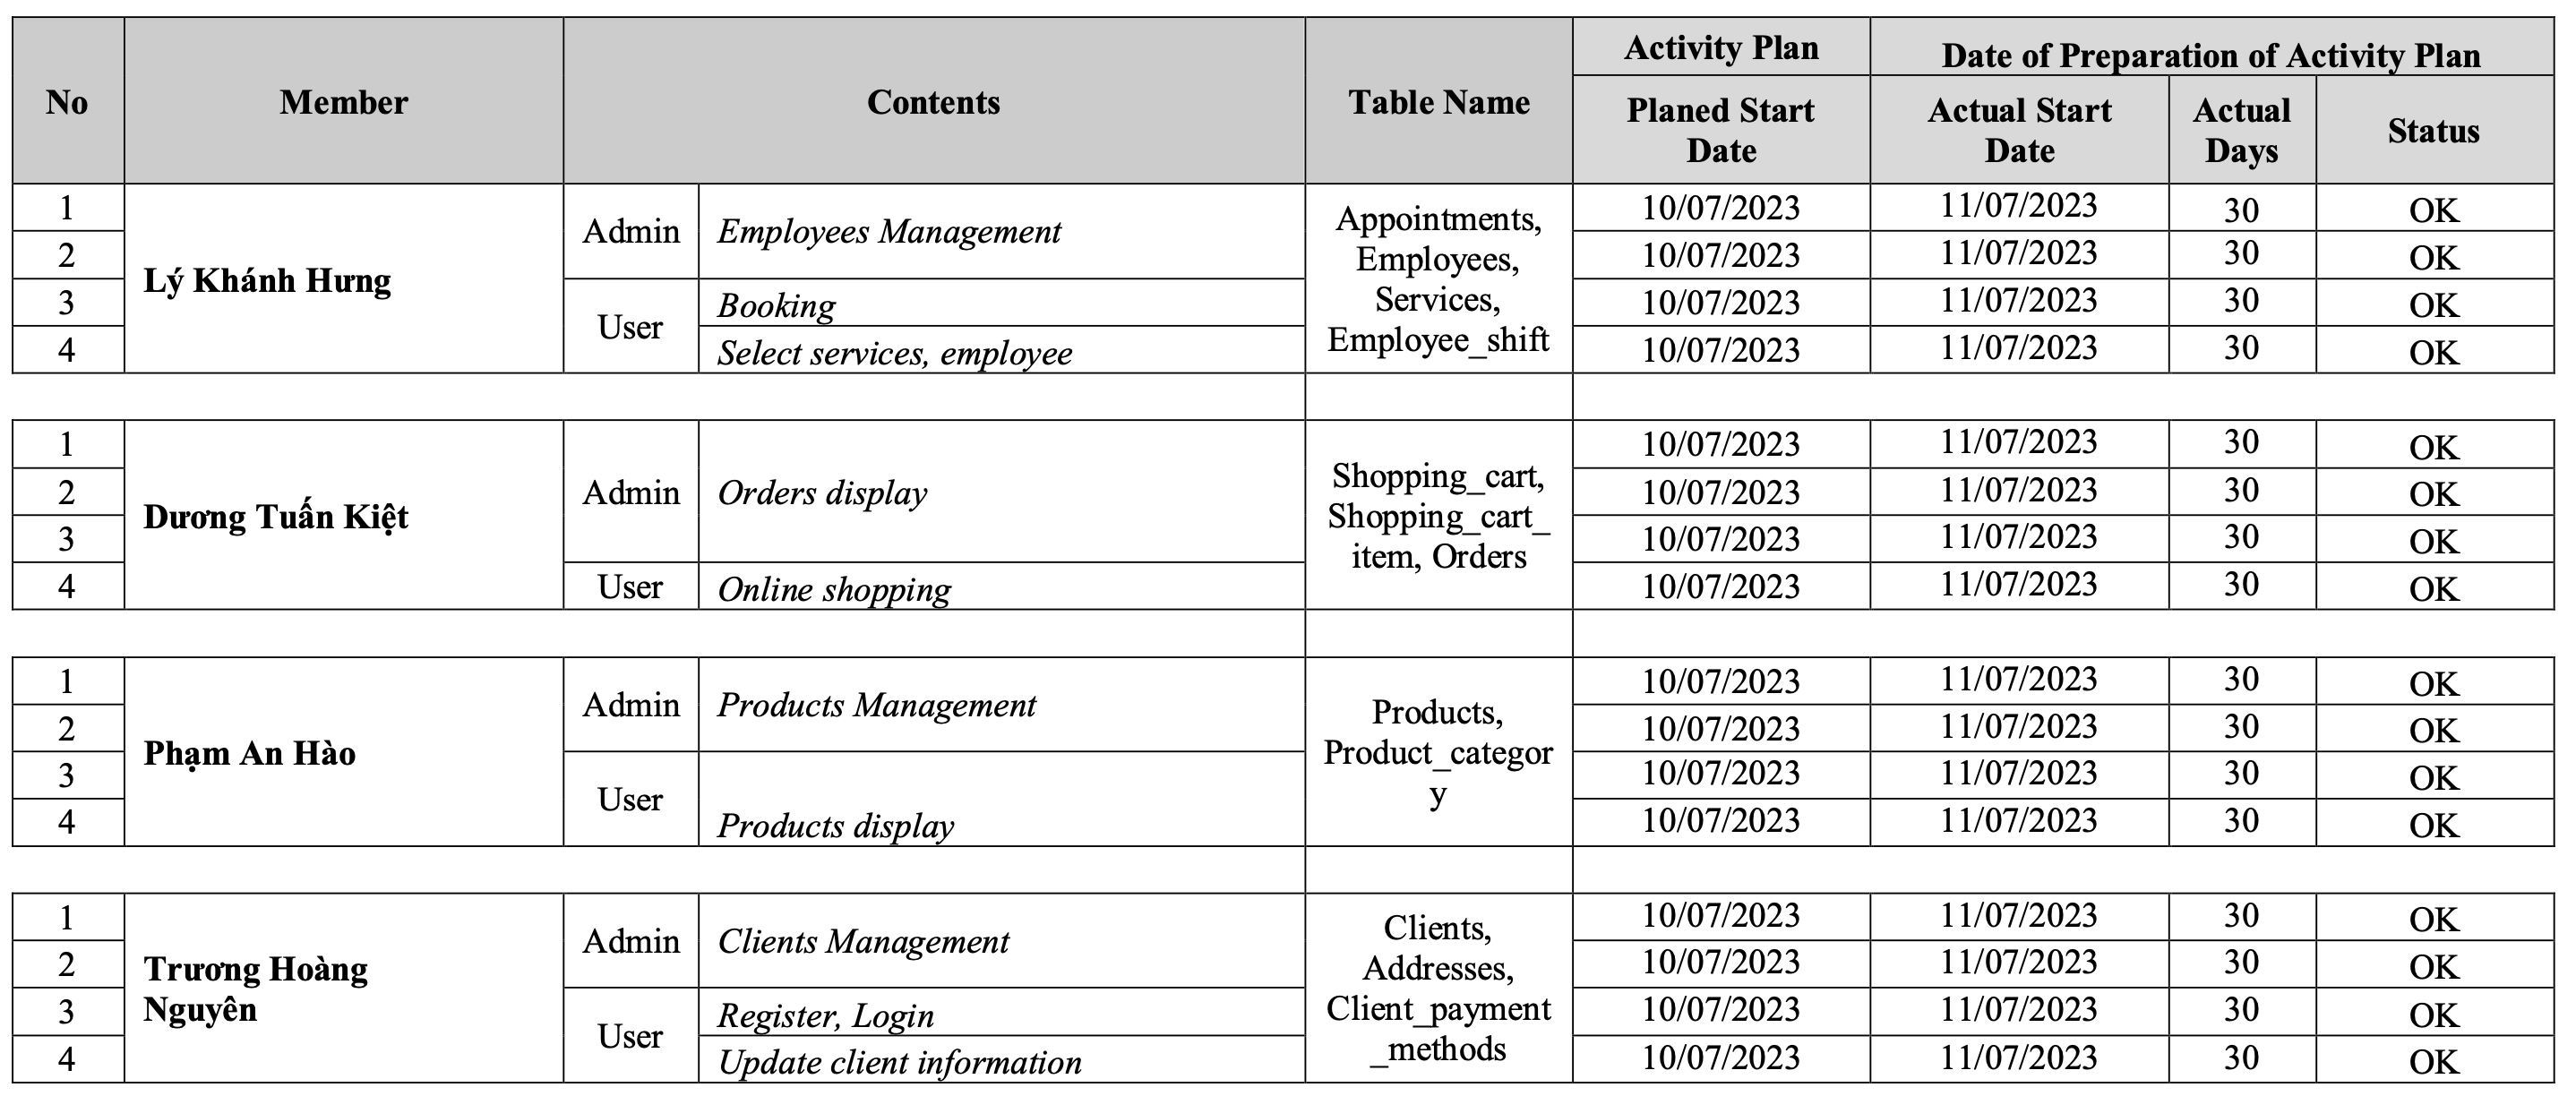 No Member Contents Table Name Activity Plan Date of Preparation of Activity Plan
Planed Start Date Actual Start Date Actual Days Status
1 Lý Khánh Hưng Admin Employees Management Appointments, Employees, Services, Employee_shift 10/07/2023 11/07/2023 30 OK
2 10/07/2023 11/07/2023 30 OK
3 User Booking 10/07/2023 11/07/2023 30 OK
4 Select services, employee 10/07/2023 11/07/2023 30 OK
1 Dương Tuấn Kiệt Admin Orders display Shopping_cart, Shopping_cart_item, Orders 10/07/2023 11/07/2023 30 OK
2 10/07/2023 11/07/2023 30 OK
3 10/07/2023 11/07/2023 30 OK
4 User Online shopping 10/07/2023 11/07/2023 30 OK
1 Phạm An Hào Admin Products Management Products, Product_category 10/07/2023 11/07/2023 30 OK
2 10/07/2023 11/07/2023 30 OK
3 User Products display 10/07/2023 11/07/2023 30 OK
4 10/07/2023 11/07/2023 30 OK
1 Trương Hoàng Nguyên Admin Clients Management Clients, Addresses, Client_payment_methods 10/07/2023 11/07/2023 30 OK
2 10/07/2023 11/07/2023 30 OK
3 User Register, Login 10/07/2023 11/07/2023 30 OK
4 Update client information 10/07/2023 11/07/2023 30 OK